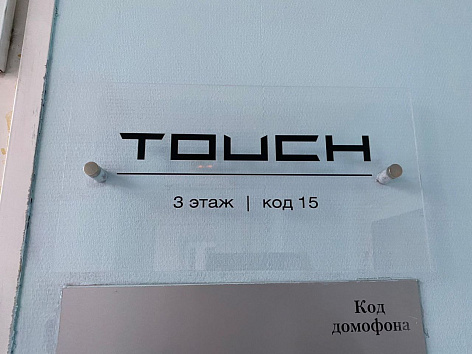 TOUCH
3 этаж | код 15
Код
домофона